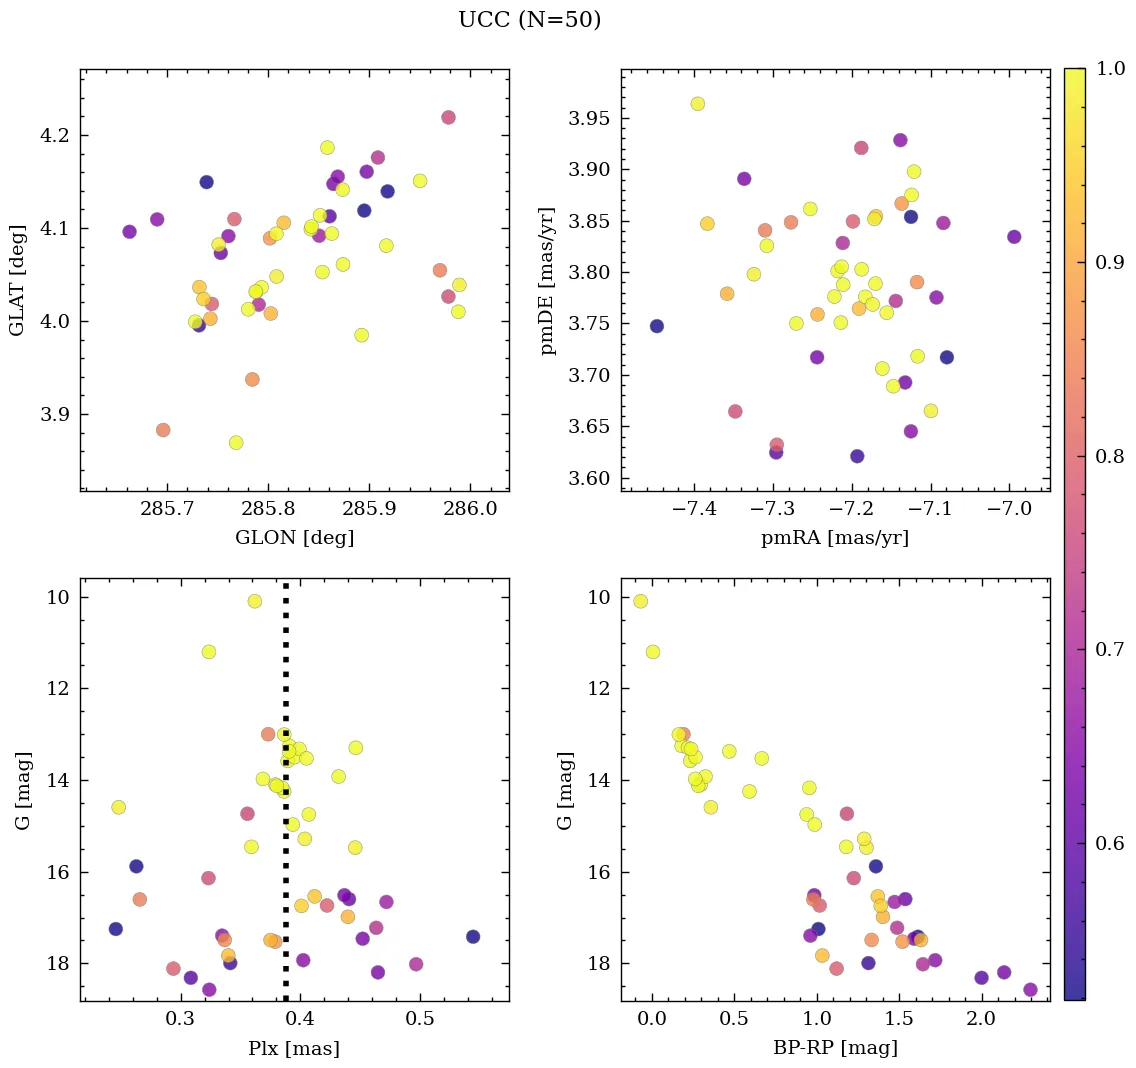 UCC (N=50)
4.2
4.1
4.0
3.9
GLAT [deg]
285.7 285.8 285.9 286.0
GLON [deg]
3.95
3.90
3.85
3.80
3.75
3.70
3.65
3.60
pmDE [mas/yr]
−7.4 −7.3 −7.2 −7.1 −7.0
pmRA [mas/yr]
1.0
0.9
0.8
0.7
0.6
10
12
14
16
18
G [mag]
0.3 0.4 0.5
Plx [mas]
10
12
14
16
18
G [mag]
0.0 0.5 1.0 1.5 2.0
BP-RP [mag]